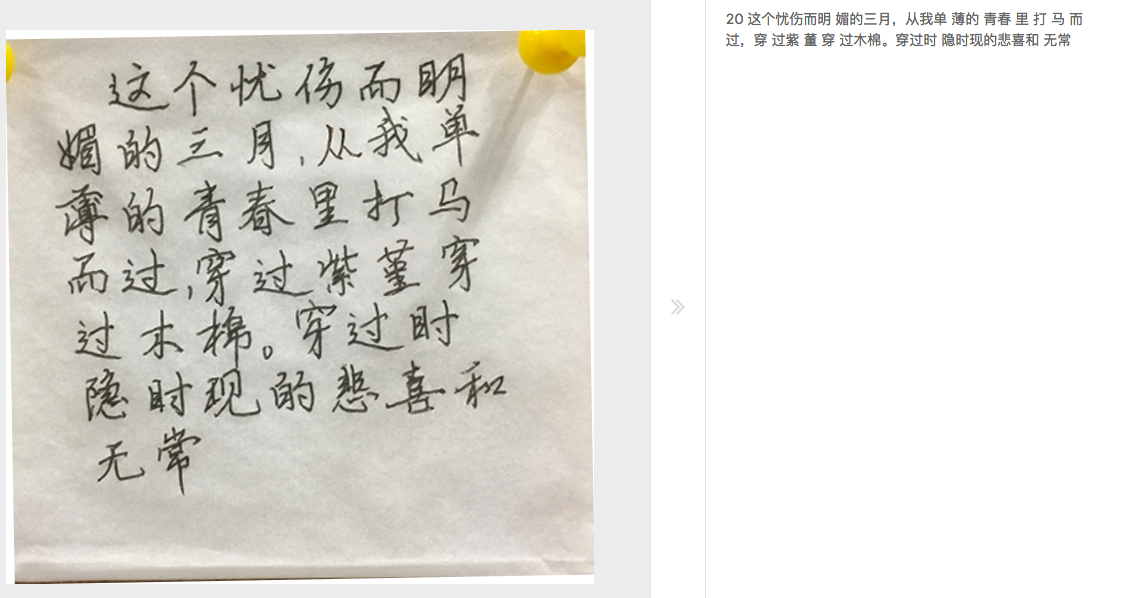 这个忧伤而明
媚的三月,从我单
薄的青春里打马
而过,穿过紫堇穿
过木棉。穿过时
隐时现的悲喜和
无常
20 这个忧伤而明 媚的三月，从我单 薄的 青春 里 打 马 而
过，穿 过紫 董 穿 过木棉。穿过时 隐时现的悲喜和 无常